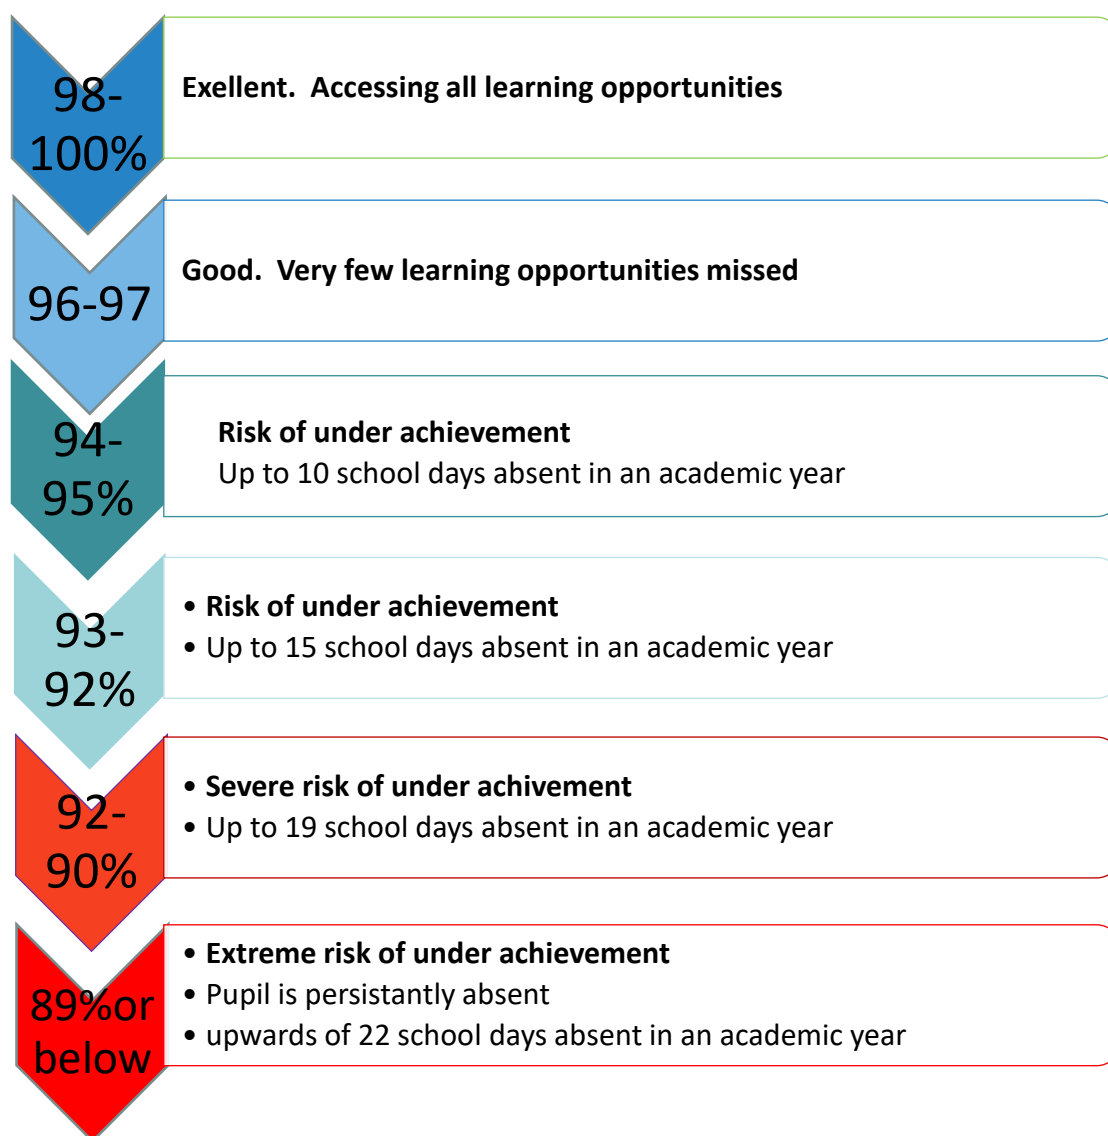 98-
100%
Exellent.  Accessing all learning opportunities
96-97
Good.  Very few learning opportunities missed
94-
95%
Risk of under achievement
Up to 10 school days absent in an academic year
93-
92%
• Risk of under achievement
• Up to 15 school days absent in an academic year
92-
90%
• Severe risk of under achivement
• Up to 19 school days absent in an academic year
89%or
below
• Extreme risk of under achievement
• Pupil is persistantly absent
• upwards of 22 school days absent in an academic year